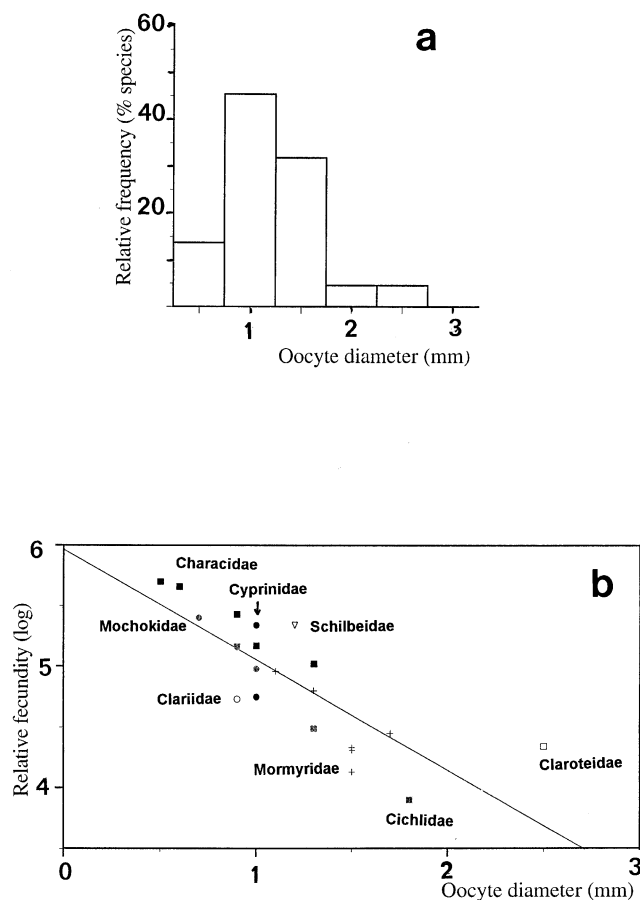 60
a
40
20
Relative frequency (% species)
1
2
3
Oocyte diameter (mm)
6
b
Characidae
Cyprinidae
Mochokidae
Schilbeidae
5
Clariidae
Relative fecundity (log)
Mormyridae
Claroteidae
4
Cichlidae
0
1
2
3
Oocyte diameter (mm)